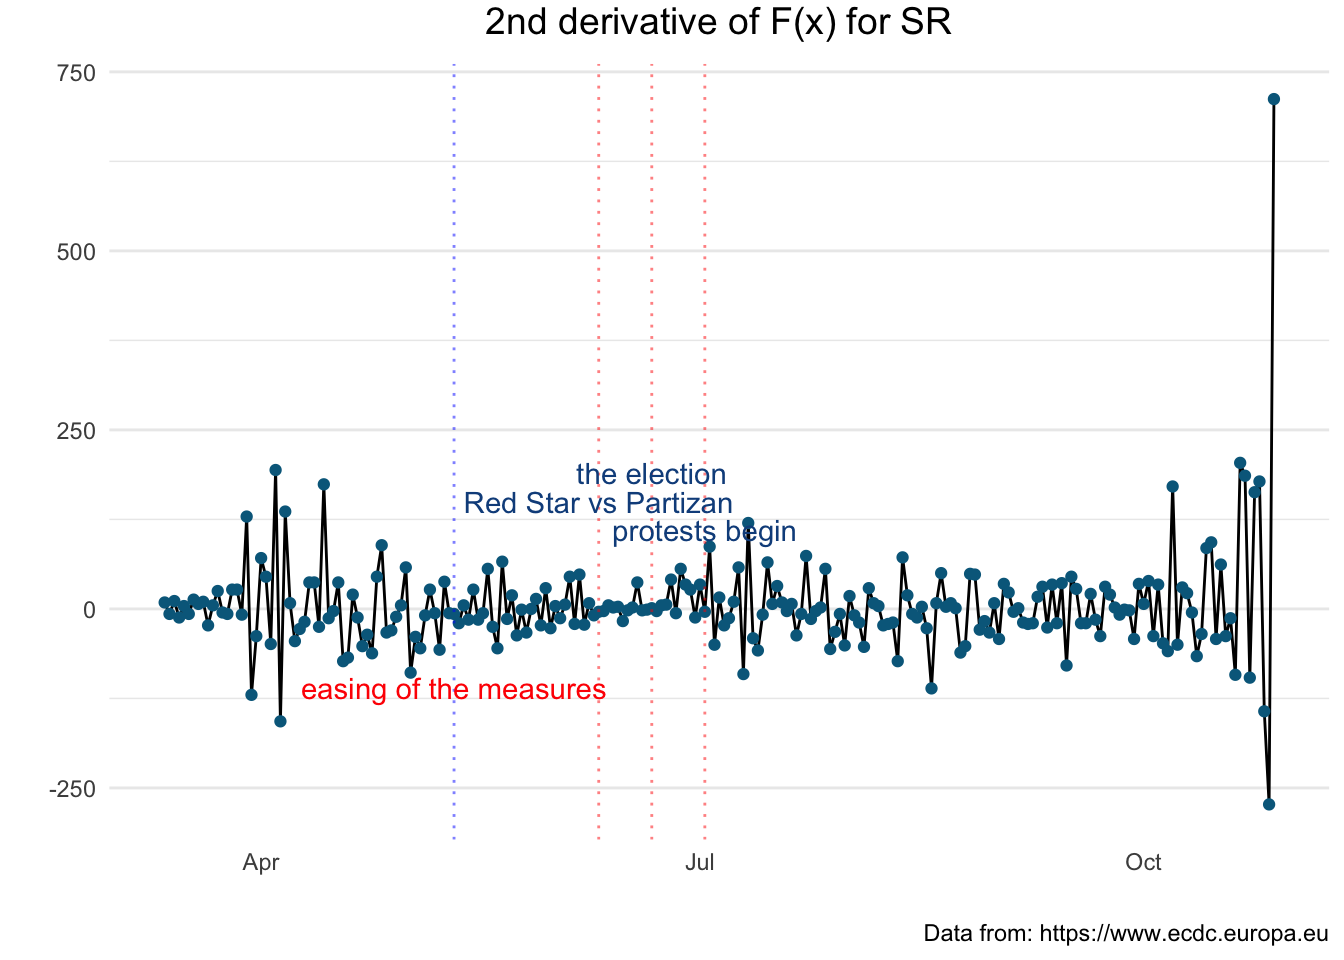 2nd derivative of F(x) for SR
750
500
250
0
-250
the election
Red Star vs Partizan
protests begin
easing of the measures
Apr
Jul
Oct
Data from: https://www.ecdc.europa.eu